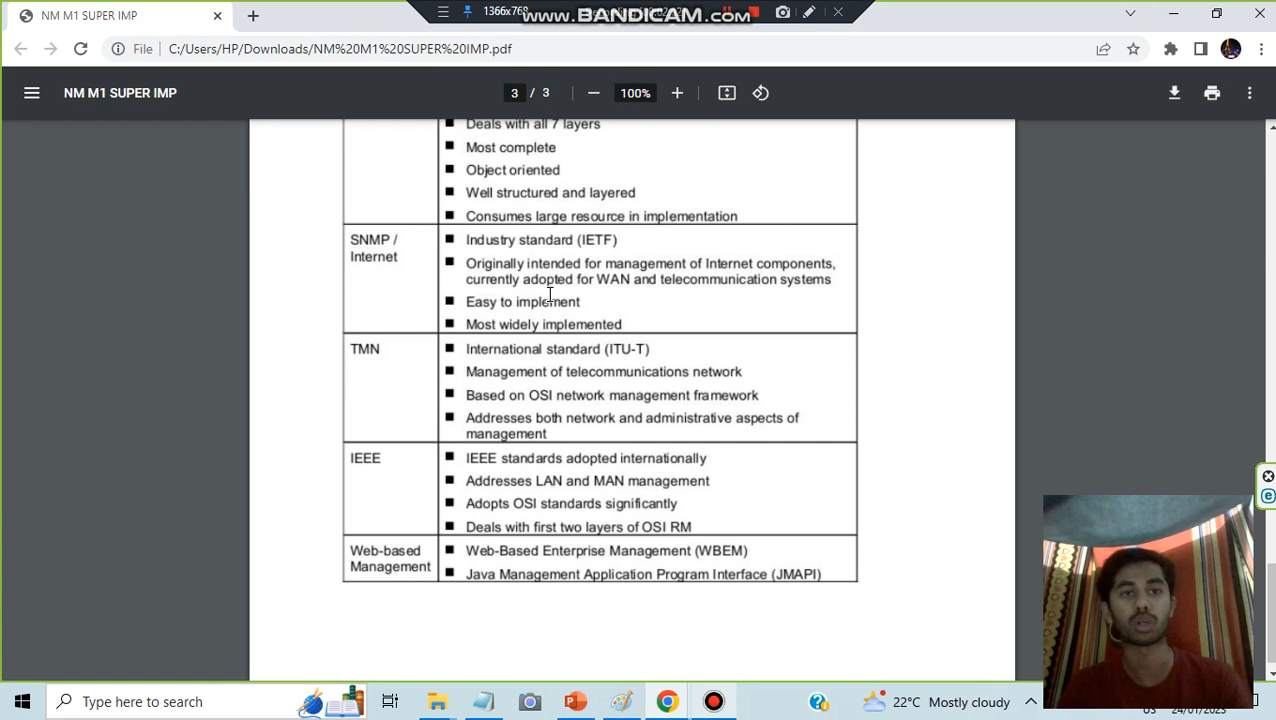 NM M1 SUPER IMP
1366x768
www.BANDICAM.com
File
C:/Users/HP/Downloads/NM%20M1%20SUPER%20IMP.pdf
NM M1 SUPER IMP
3 / 3
100%
Deals with all 7 layers
Most complete
Object oriented
Well structured and layered
Consumes large resource in implementation
SNMP /
Internet
Industry standard (IETF)
Originally intended for management of Internet components,
currently adopted for WAN and telecommunication systems
Easy to implement
Most widely implemented
TMN
International standard (ITU-T)
Management of telecommunications network
Based on OSI network management framework
Addresses both network and administrative aspects of
management
IEEE
IEEE standards adopted internationally
Addresses LAN and MAN management
Adopts OSI standards significantly
Deals with first two layers of OSI RM
Web-based
Management
Web-Based Enterprise Management (WBEM)
Java Management Application Program Interface (JMAPI)
Type here to search
22°C Mostly cloudy
24/01/2023